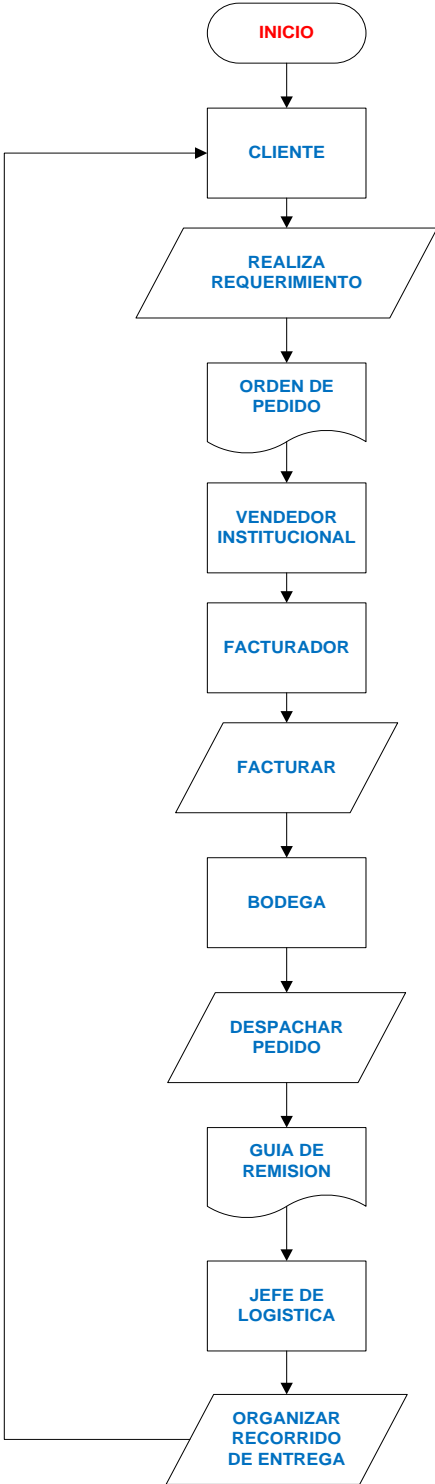 INICIO
CLIENTE
REALIZA
REQUERIMIENTO
ORDEN DE
PEDIDO
VENDEDOR
INSTITUCIONAL
FACTURADOR
FACTURAR
BODEGA
DESPACHAR
PEDIDO
GUIA DE
REMISION
JEFE DE
LOGISTICA
ORGANIZAR
RECORRIDO
DE ENTREGA